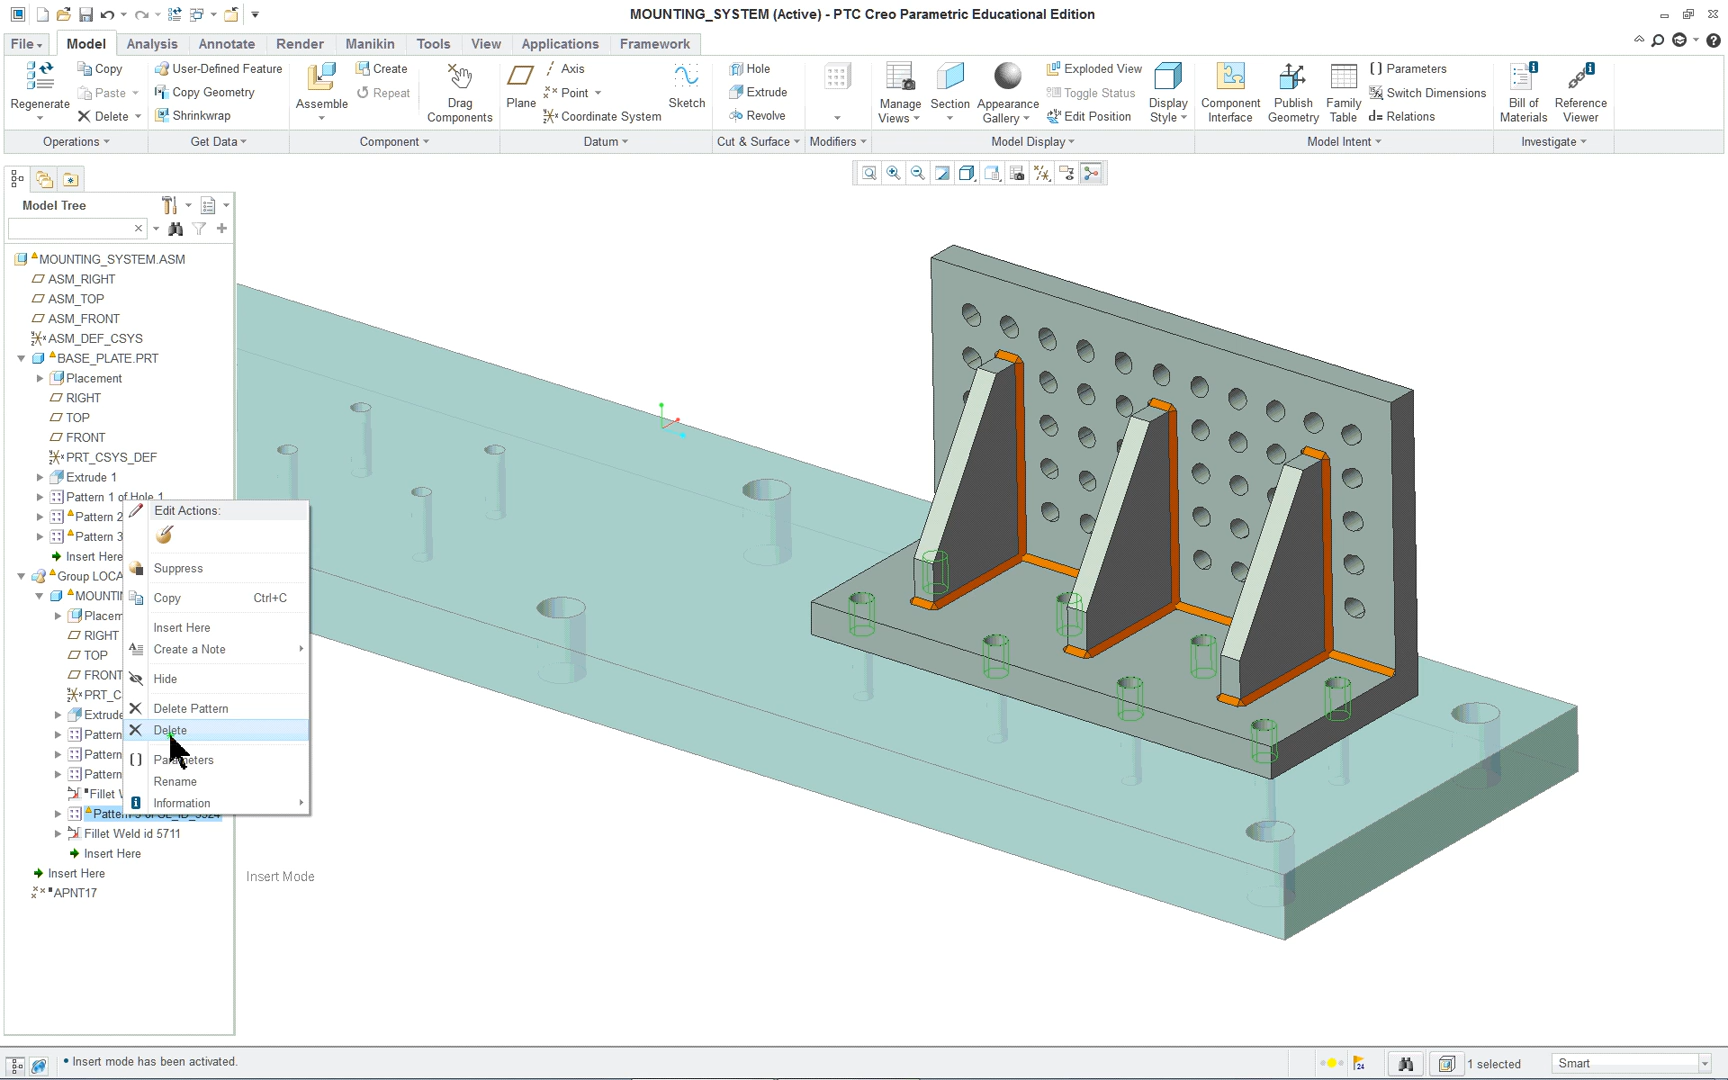 MOUNTING_SYSTEM (Active) - PTC Creo Parametric Educational Edition
File Model Analysis Annotate Render Manikin Tools View Applications Framework
Regenerate
Copy
Paste
Delete
User-Defined Feature
Copy Geometry
Shrinkwrap
Assemble
Create
Repeat
Drag
Components
Plane
Axis
Point
Coordinate System
Sketch
Hole
Extrude
Revolve
Manage
Views
Section
Appearance
Gallery
Exploded View
Toggle Status
Edit Position
Display
Style
Component
Interface
Publish
Geometry
Family
Table
Parameters
Switch Dimensions
d= Relations
Bill of
Materials
Reference
Viewer
Operations Get Data Component Datum Cut & Surface Modifiers Model Display Model Intent Investigate
Model Tree
MOUNTING_SYSTEM.ASM
ASM_RIGHT
ASM_TOP
ASM_FRONT
ASM_DEF_CSYS
BASE_PLATE.PRT
Placement
RIGHT
TOP
FRONT
PRT_CSYS_DEF
Extrude 1
Pattern 1 of Hole 1
Pattern 2
Pattern 3
Insert Here
Group LOCA
MOUNTIN
Placem
RIGHT
TOP
FRONT
PRT_C
Extrude
Pattern
Pattern
Pattern
Fillet W
Fillet Weld id 5711
Insert Here
Insert Here
APNT17
Edit Actions:
Suppress
Copy Ctrl+C
Insert Here
Create a Note
Hide
Delete Pattern
Delete
Parameters
Rename
Information
Insert Mode
Insert mode has been activated.
24
1 selected
Smart